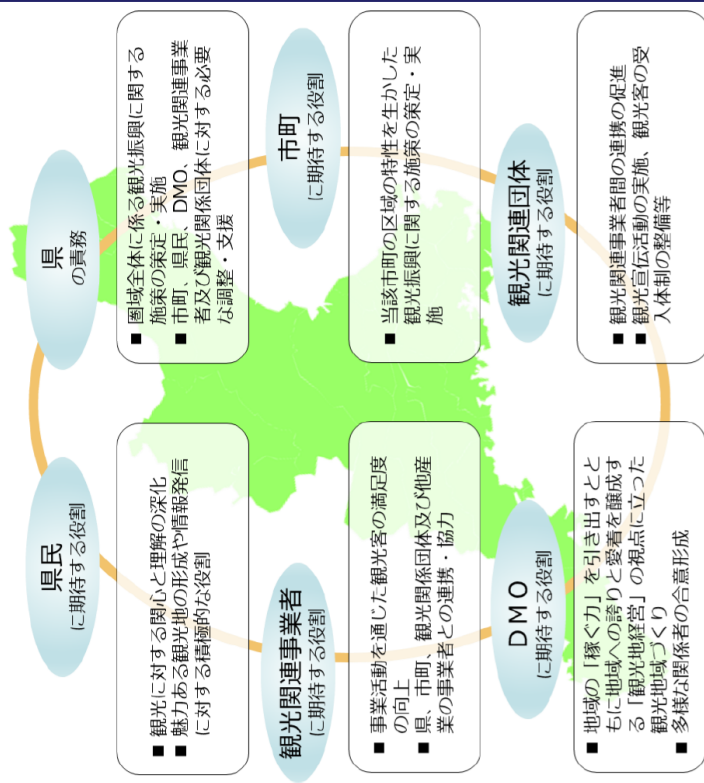 県民
に期待する役割
■ 観光に対する関心と理解の深化
■ 魅力ある観光地の形成や情報発信
に対する積極的な役割
県
の責務
■ 圏域全体に係る観光振興に関する
施策の策定・実施
■ 市町、県民、DMO、観光関連事業
者及び観光関係団体に対する必要
な調整・支援
観光関連事業者
に期待する役割
■ 事業活動を通じた観光客の満足度
の向上
■ 県、市町、観光関係団体及び他産
業の事業者との連携・協力
市町
に期待する役割
■ 当該市町の区域の特性を生かした
観光振興に関する施策の策定・実
施
DMO
に期待する役割
■ 地域の「稼ぐ力」を引き出すとと
もに地域への誇りと愛着を醸成す
る「観光地経営」の視点に立った
観光地域づくり
■ 多様な関係者の合意形成
観光関連団体
に期待する役割
■ 観光関連事業者間の連携の促進
■ 観光宣伝活動の実施、観光客の受
入体制の整備等